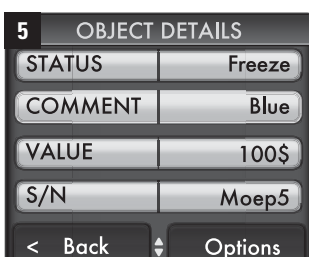 5 OBJECT DETAILS
STATUS Freeze
COMMENT Blue
VALUE 100$
S/N Moep5
< Back Options